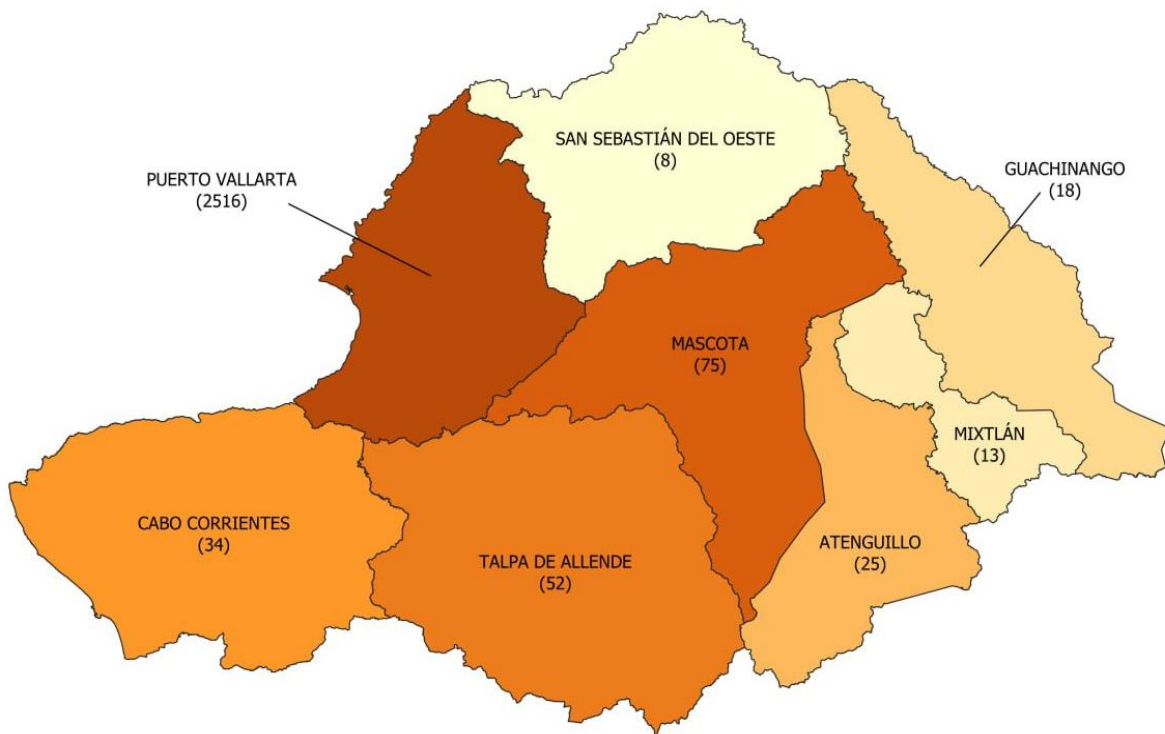 SAN SEBASTIÁN DEL OESTE
(8)
PUERTO VALLARTA
(2516)
GUACHINANGO
(18)
MASCOTA
(75)
MIXTLÁN
(13)
CABO CORRIENTES
(34)
TALPA DE ALLENDE
(52)
ATENGUILLO
(25)